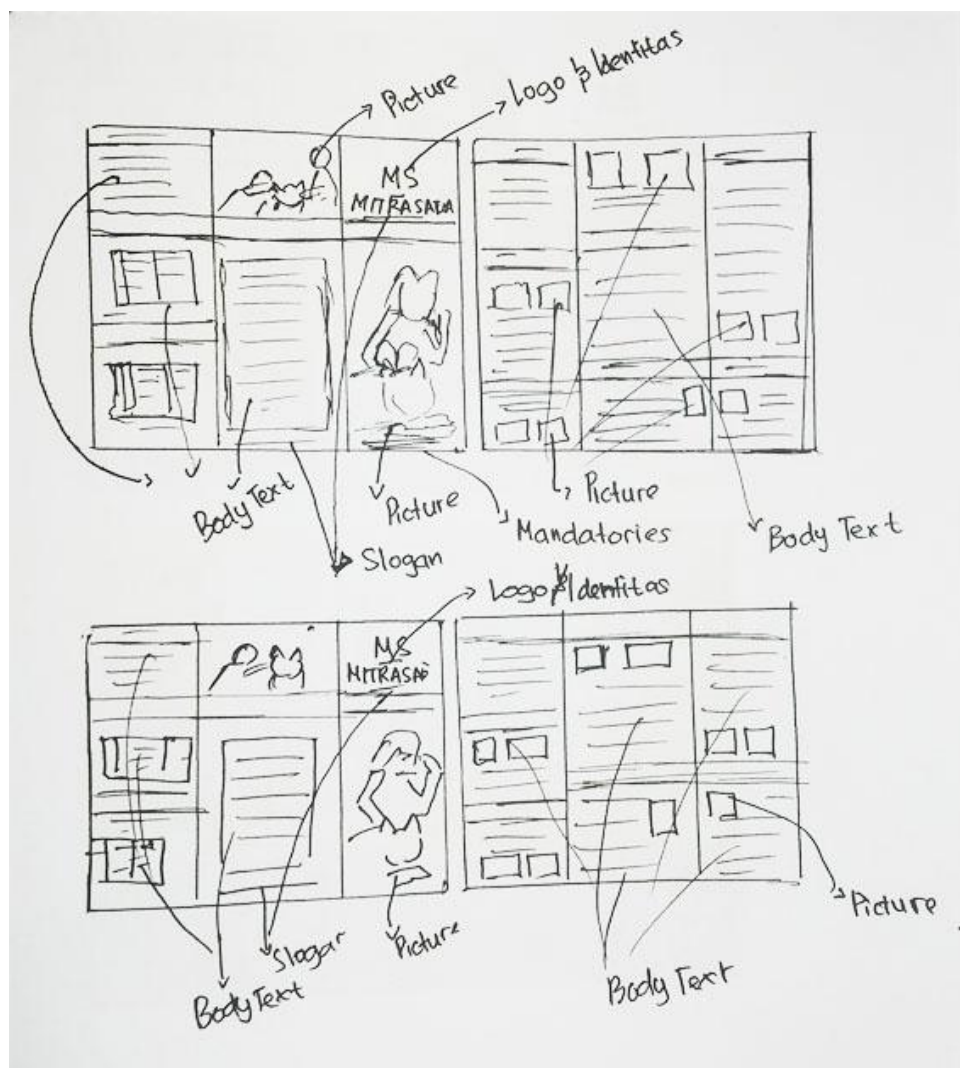 Picture
Logo & Identitas
MS
MITRASADA
Body Text
Picture
Slogan
Mandatories
Picture
Body Text
Logo & Identitas
MS
MITRASAD
Slogan
Picture
Body Text
Picture
Body Text